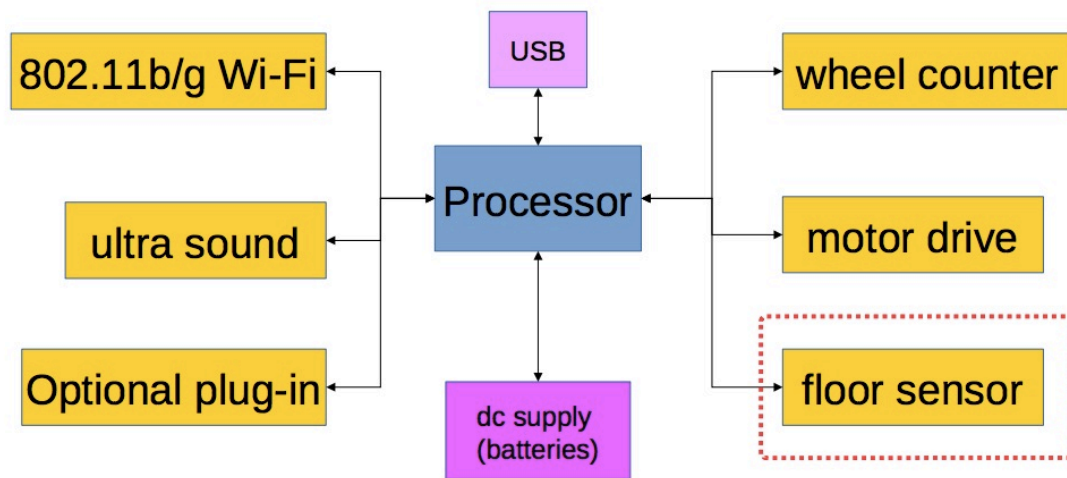 802.11b/g Wi-Fi
ultra sound
Optional plug-in
USB
Processor
dc supply
(batteries)
wheel counter
motor drive
floor sensor